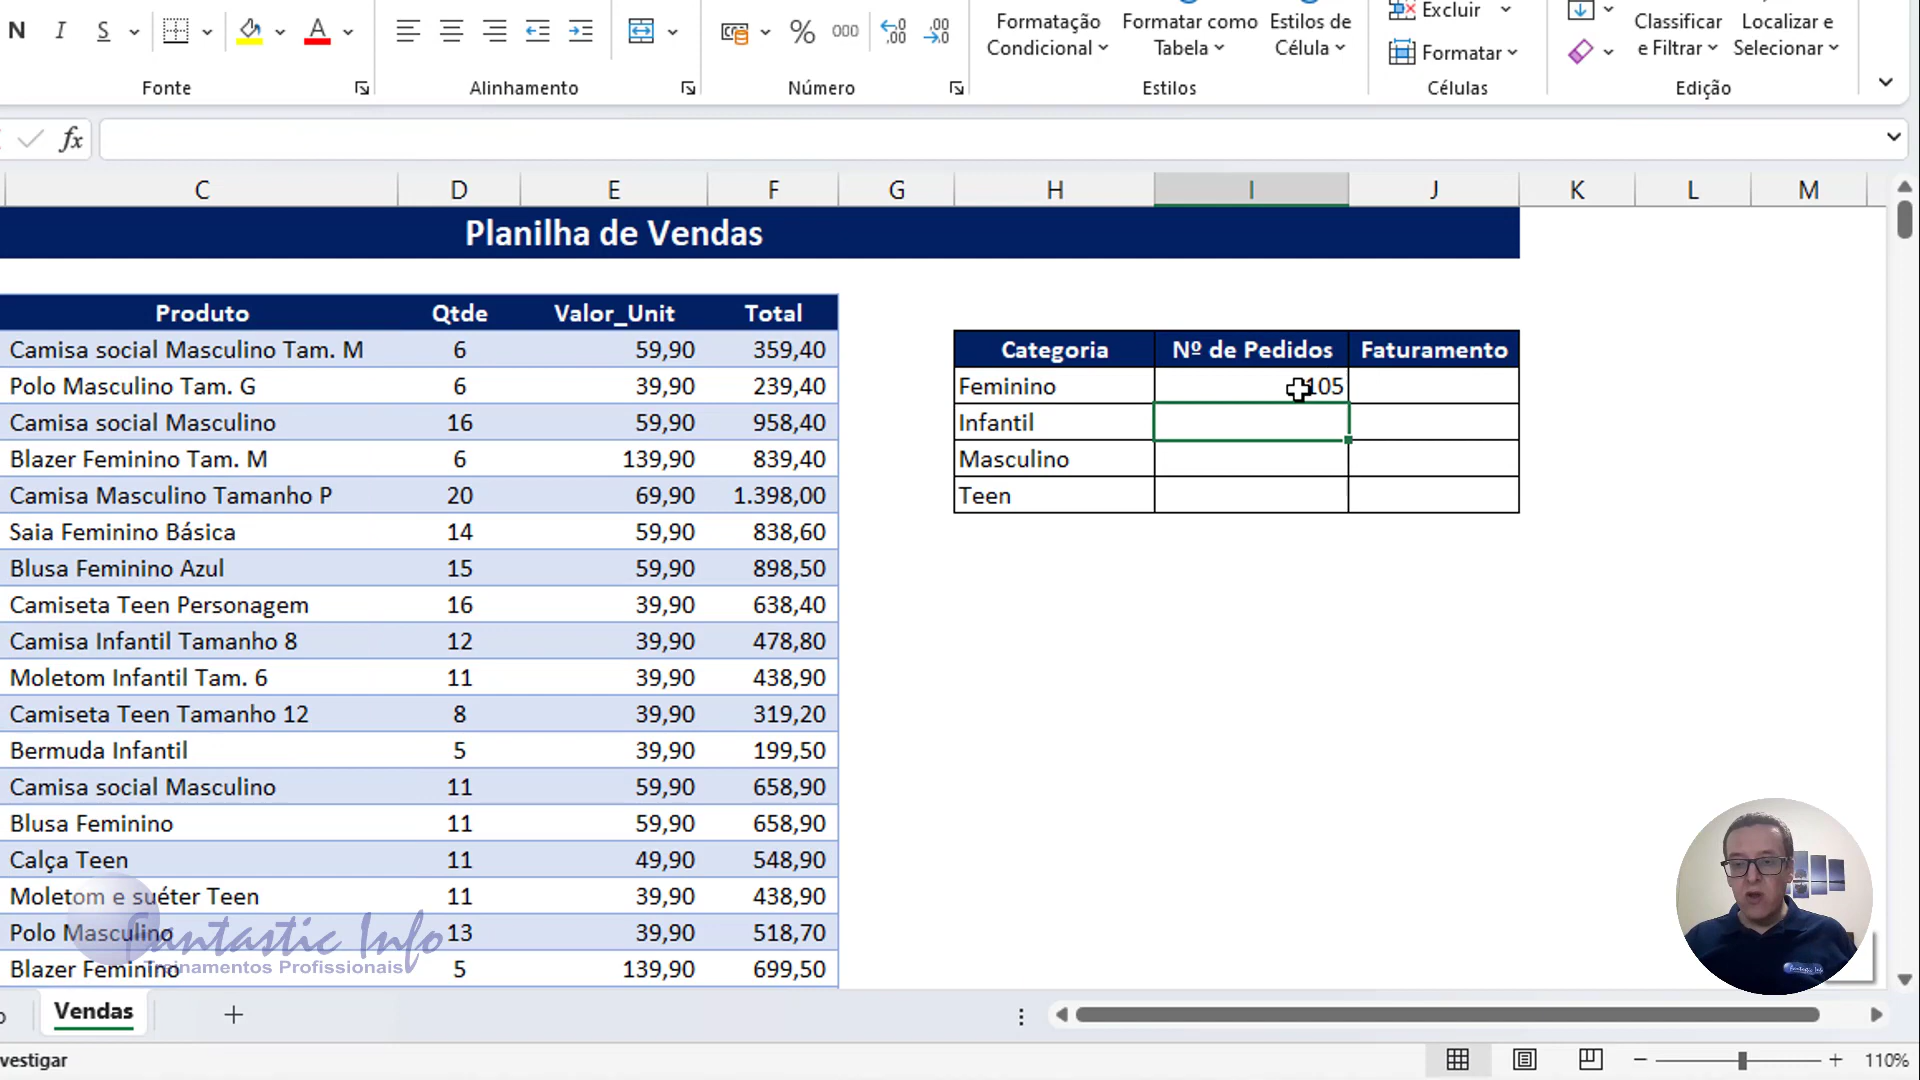 N I S A
% 000
Formatação
Condicional
Formatar como
Tabela
Estilos de
Célula
Excluir
Formatar
Classificar
e Filtrar
Localizar e
Selecionar
Fonte
Alinhamento
Número
Estilos
Células
Edição
fx
C D E F G H I J K L M
Planilha de Vendas
Produto Qtde Valor_Unit Total
Camisa social Masculino Tam. M 6 59,90 359,40
Polo Masculino Tam. G 6 39,90 239,40
Camisa social Masculino 16 59,90 958,40
Blazer Feminino Tam. M 6 139,90 839,40
Camisa Masculino Tamanho P 20 69,90 1.398,00
Saia Feminino Básica 14 59,90 838,60
Blusa Feminino Azul 15 59,90 898,50
Camiseta Teen Personagem 16 39,90 638,40
Camisa Infantil Tamanho 8 12 39,90 478,80
Moletom Infantil Tam. 6 11 39,90 438,90
Camiseta Teen Tamanho 12 8 39,90 319,20
Bermuda Infantil 5 39,90 199,50
Camisa social Masculino 11 59,90 658,90
Blusa Feminino 11 59,90 658,90
Calça Teen 11 49,90 548,90
Moletom e suéter Teen 11 39,90 438,90
Polo Masculino 13 39,90 518,70
Blazer Feminino 5 139,90 699,50
Categoria Nº de Pedidos Faturamento
Feminino 105
Infantil
Masculino
Teen
Funtastic Info
Treinamentos Profissionais
Vendas
vestigar
110%